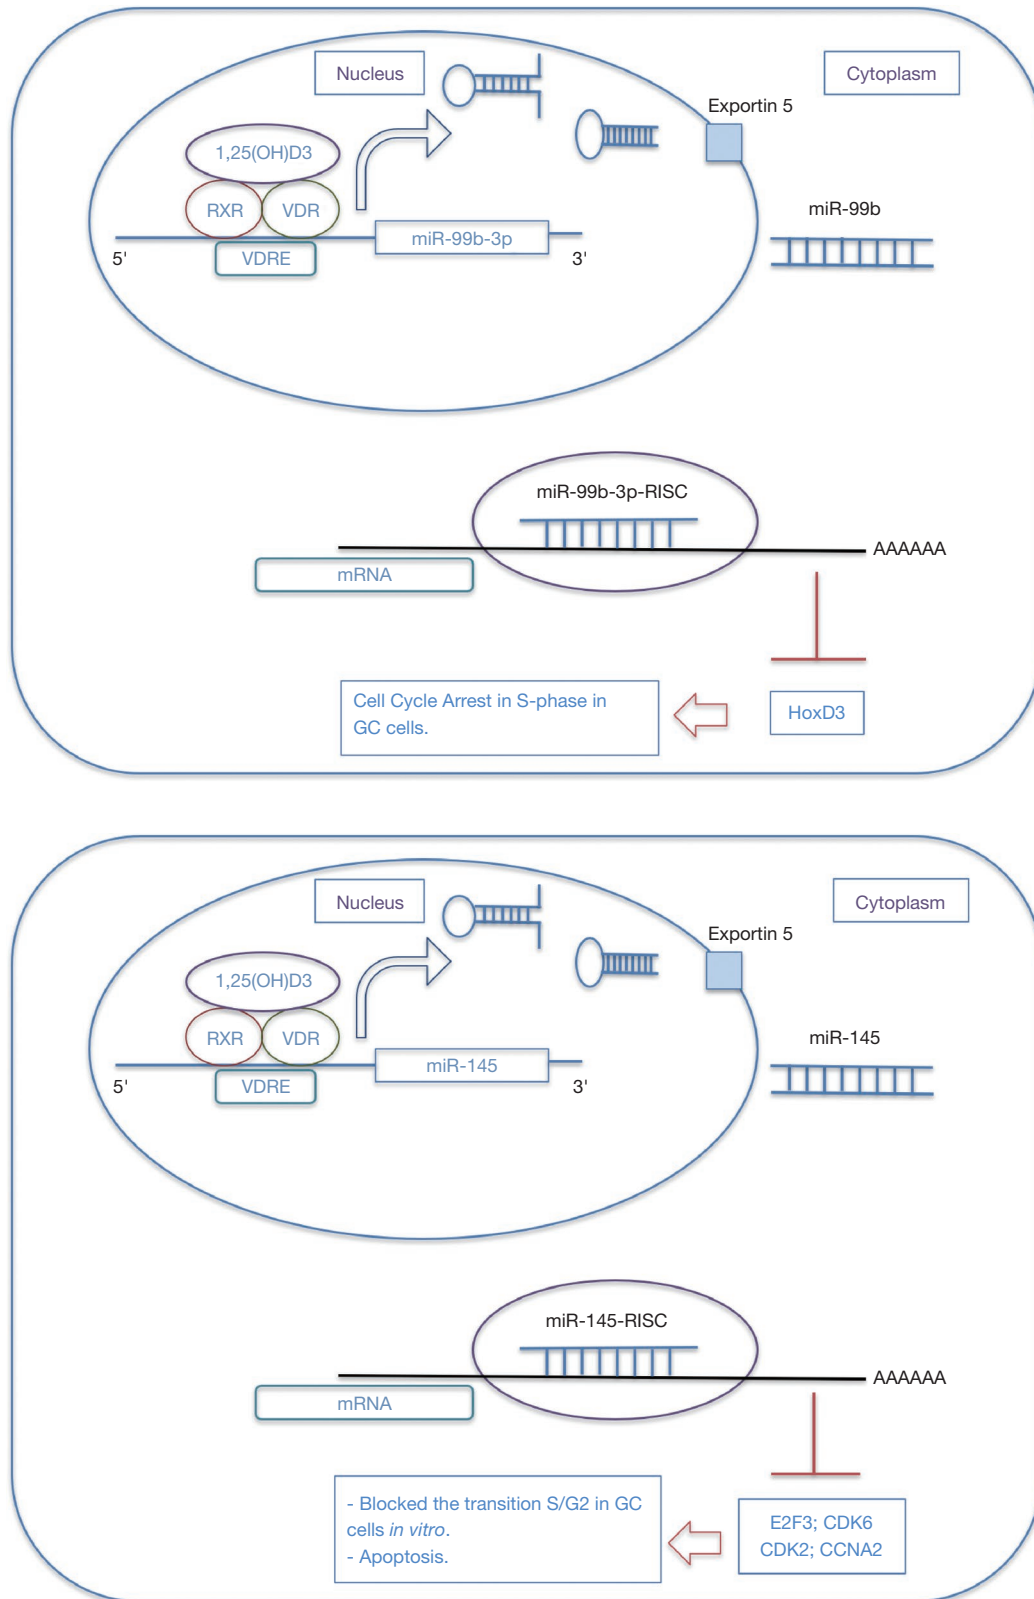 Nucleus
Cytoplasm
Exportin 5
1,25(OH)D3
RXR
VDR
miR-99b
miR-99b-3p
5'
VDRE
3'
miR-99b-3p-RISC
AAAAAA
mRNA
Cell Cycle Arrest in S-phase in
GC cells.
HoxD3
Nucleus
Cytoplasm
Exportin 5
1,25(OH)D3
RXR
VDR
miR-145
miR-145
5'
VDRE
3'
miR-145-RISC
AAAAAA
mRNA
- Blocked the transition S/G2 in GC
cells in vitro.
- Apoptosis.
E2F3; CDK6
CDK2; CCNA2